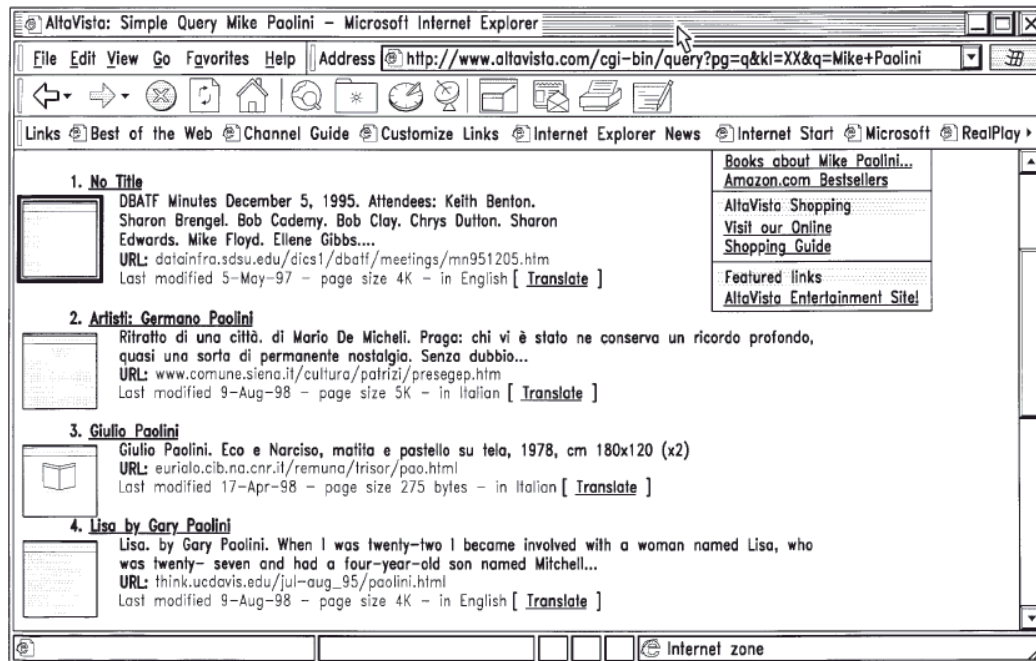 AltaVista: Simple Query Mike Paolini - Microsoft Internet Explorer
File Edit View Go Favorites Help Address http://www.altavista.com/cgi-bin/query?pg=q&kl=XX&q=Mike+Paolini
Links Best of the Web Channel Guide Customize Links Internet Explorer News Internet Start Microsoft RealPlay
Books about Mike Paolini...
Amazon.com Bestsellers
AltaVista Shopping
Visit our Online
Shopping Guide
Featured links
AltaVista Entertainment Site!
1. No Title
DBATF Minutes December 5, 1995. Attendees: Keith Benton.
Sharon Brengel. Bob Cademy. Bob Clay. Chrys Dutton. Sharon
Edwards. Mike Floyd. Ellene Gibbs....
URL: datainfra.sdsu.edu/dics1/dbatf/meetings/mn951205.htm
Last modified 5-May-97 - page size 4K - in English [ Translate ]
2. Artisti: Germano Paolini
Ritratto di una città. di Mario De Micheli. Praga: chi vi è stato ne conserva un ricordo profondo,
quasi una sorta di permanente nostalgia. Senza dubbio...
URL: www.comune.siena.it/cultura/patrizi/presegep.htm
Last modified 9-Aug-98 - page size 5K - in Italian [ Translate ]
3. Giulio Paolini
Giulio Paolini. Eco e Narciso, matita e pastello su tela, 1978, cm 180x120 (x2)
URL: eurialo.cib.na.cnr.it/remuna/trisor/pao.html
Last modified 17-Apr-98 - page size 275 bytes - in Italian [ Translate ]
4. Lisa by Gary Paolini
Lisa. by Gary Paolini. When I was twenty-two I became involved with a woman named Lisa, who
was twenty- seven and had a four-year-old son named Mitchell...
URL: think.ucdavis.edu/jul-aug_95/paolini.html
Last modified 9-Aug-98 - page size 4K - in English [ Translate ]
Internet zone